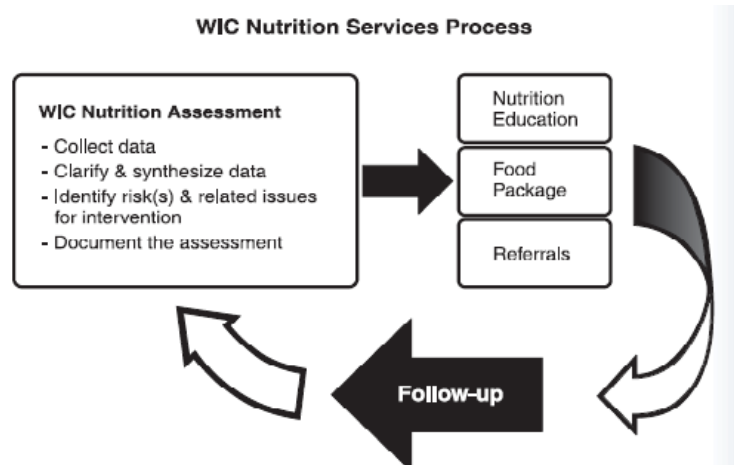 WIC Nutrition Services Process
WIC Nutrition Assessment
- Collect data
- Clarify & synthesize data
- Identify risk(s) & related issues
for intervention
- Document the assessment
Nutrition
Education
Food
Package
Referrals
Follow-up